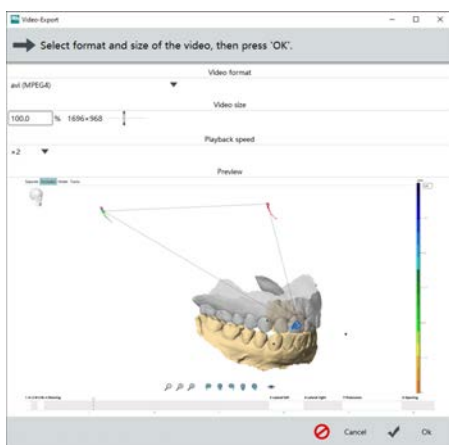 Video-Export
Select format and size of the video, then press 'OK'.
Video format
avi (MPEG4)
Video size
100.0 % 1696×968
Playback speed
×2
Preview
Cancel Ok